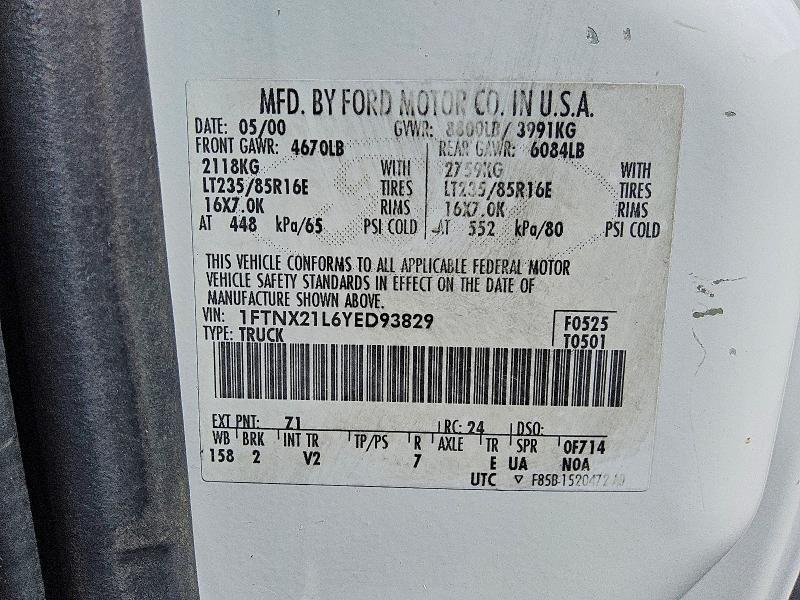 MFD. BY FORD MOTOR CO. IN U.S.A.
DATE: 05/00 GVWR: 8800LB/ 3991KG
FRONT GAWR: 4670LB REAR GAWR: 6084LB
2118KG WITH 2759KG WITH
LT235/85R16E TIRES LT235/85R16E TIRES
16X7.0K RIMS 16X7.0K RIMS
AT 448 kPa/65 PSI COLD AT 552 kPa/80 PSI COLD
THIS VEHICLE CONFORMS TO ALL APPLICABLE FEDERAL MOTOR
VEHICLE SAFETY STANDARDS IN EFFECT ON THE DATE OF
MANUFACTURE SHOWN ABOVE.
VIN: 1FTNX21L6YED93829 F0525
TYPE: TRUCK T0501
EXT PNT: Z1 RC: 24 DSO:
WB BRK INT TR TP/PS R AXLE TR SPR 0F714
158 2 V2 7 E UA NOA
UTC ▽